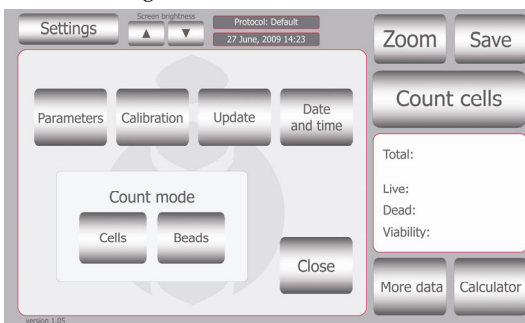 Settings
Screen brightness
Protocol: Default
27 June, 2009 14:23
Zoom
Save
Parameters
Calibration
Update
Date
and time
Count cells
Total:
Live:
Dead:
Viability:
Count mode
Cells
Beads
Close
More data
Calculator
version 1.05